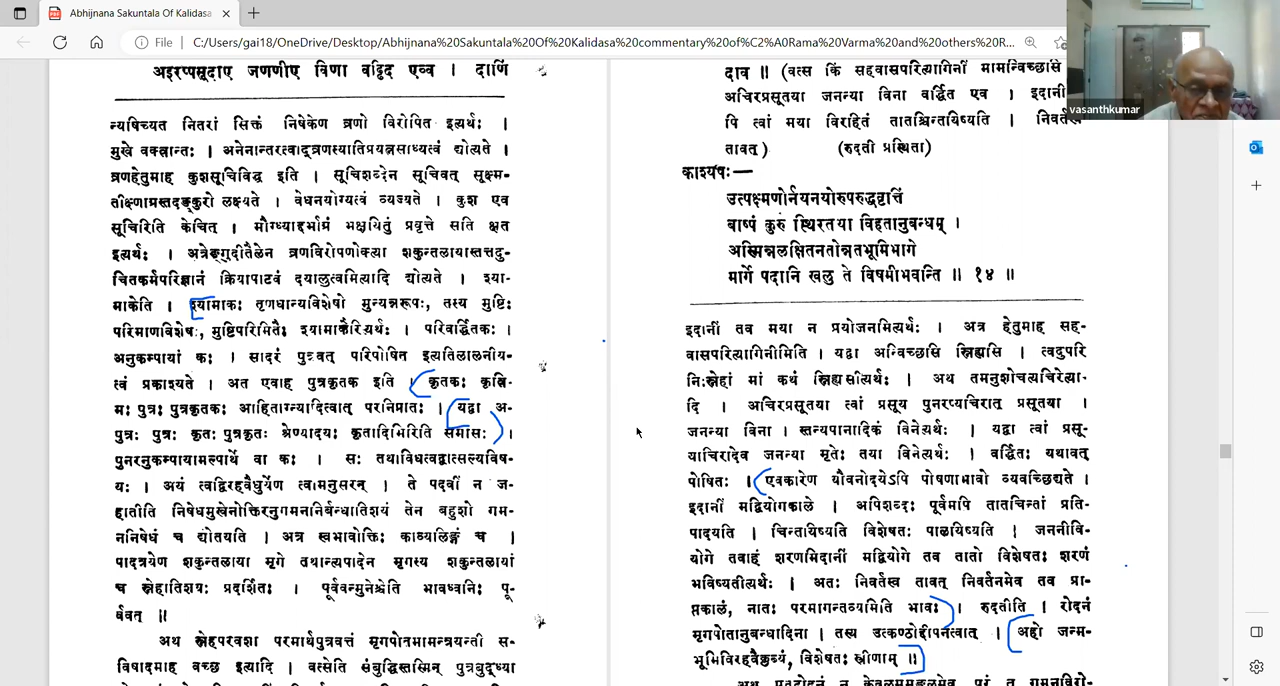 Abhijnana Sakuntala Of Kalidasa
File
C:/Users/gai18/OneDrive/Desktop/Abhijnana%20Sakuntala%20Of%20Kalidasa%20commentary%20of%C2%A0Rama%20Varma%20and%20others%20R...
vasanthkumar
अइरप्पसूदाए जणणीए विणा वड्ढिद एव्व । दाणिं
न्यषिच्यत नितरां सिक्तं निषेकेण व्रणो विरोपित इत्यर्थः ।
मुखे वक्त्रान्तः । अनेनान्तरत्वाद्व्रणस्यातिप्रयत्नसाध्यत्वं द्योत्यते ।
व्रणहेतुमाह कुशसूचिविद्ध इति । सूचिशब्देन सूचिवत् सूक्ष्म-
तीक्ष्णाग्रस्तदङ्कुरो लक्ष्यते । वेधनयोग्यत्वं व्यज्यते । कुश एव
सूचिरिति केचित् । मौग्ध्याद्दर्भाग्रं भक्षयितुं प्रवृत्ते सति क्षत
इत्यर्थः । अत्रेङ्गुदीतैलेन व्रणविरोपणोक्त्या शकुन्तलायास्तत्तदु-
चितकर्मपरिज्ञानं क्रियापाटवं दयालुत्वमित्यादि द्योत्यते । श्या-
माकेति । श्यामाकः तृणधान्यविशेषो मुन्यन्नरूपः, तस्य मुष्टिः
परिमाणविशेषः, मुष्टिपरिमितैः श्यामाकैरित्यर्थः । परिवर्द्धितकः ।
अनुकम्पायां कः । सादरं पुत्रवत् परिपोषित इत्यतिलालनीय-
त्वं प्रकाश्यते । अत एवाह पुत्रकृतक इति । कृतकः कृत्रि-
मः पुत्रः पुत्रकृतकः आहिताग्न्यादित्वात् परनिपातः । यद्वा अ-
पुत्रः पुत्रः कृतः पुत्रकृतः श्रेण्यादयः कृतादिभिरिति समासः ।
पुनरनुकम्पायामल्पार्थे वा कः । सः तथाविधत्वद्वात्सल्यविष-
यः । अयं त्वद्विरहवैधुर्येण त्वामनुसरन् । ते पदवीं न ज-
हातीति निषेधमुखेनोक्तिरनुगमननिर्बन्धातिशयं तेन बहुशो गम-
ननिषेधं च द्योतयति । अत्र स्वभावोक्तिः काव्यलिङ्गं च ।
पादत्रयेण शकुन्तलाया मृगे तथान्त्यपादेन मृगस्य शकुन्तलायां
च स्नेहातिशयः प्रदर्शितः । पूर्ववन्मुनेश्चेति भावध्वनिः पू-
र्ववत् ॥
अथ स्नेहपरवशा परमार्थपुत्रवत्तं मृगपोतमामन्त्रयन्ती स-
विषादमाह वच्छ इत्यादि । वत्सेति संबुद्धिस्तस्मिन् पुत्रबुद्ध्या
दाव ॥ (वत्स किं सहवासपरित्यागिनीं मामन्विच्छसि
अचिरप्रसूतया जनन्या विना वर्द्धित एव । इदानी
पि त्वां मया विरहितं तातश्चिन्तयिष्यति । निवर्तस्व
तावत्) (रुदती प्रस्थिता)
काश्यपः—
उत्पक्ष्मणोर्नयनयोरुपरुद्धवृत्तिं
बाष्पं कुरु स्थिरतया विहतानुबन्धम् ।
अस्मिन्नलक्षितनतोन्नतभूमिभागे
मार्गे पदानि खलु ते विषमीभवन्ति ॥ १४ ॥
इदानीं तव मया न प्रयोजनमित्यर्थः । अत्र हेतुमाह सह-
वासपरित्यागिनीमिति । यद्वा अन्विच्छसि स्निह्यसि । त्वदुपरि
निःस्नेहां मां कथं स्निह्यसीत्यर्थः । अथ तमनुशोचत्यचिरेत्या-
दि । अचिरप्रसूतया त्वां प्रसूय पुनरप्यचिरात् प्रसूतया ।
जनन्या विना । स्तन्यपानादिकं विनेत्यर्थः । यद्वा त्वां प्रसू-
याचिरादेव जनन्या मृतेः तया विनेत्यर्थः । वर्द्धितः यथावत्
पोषितः । एवकारेण यौवनोदयेऽपि पोषणाभावो व्यवच्छिद्यते ।
इदानीं मद्वियोगकाले । अपिशब्दः पूर्वमपि तातचिन्तां प्रति-
पादयति । चिन्तयिष्यति विशेषतः पालयिष्यति । जननीवि-
योगे तवाहं शरणमिदानीं मद्वियोगे तव तातो विशेषतः शरणं
भविष्यतीत्यर्थः । अतः निवर्तस्व तावत् निवर्तनमेव तव प्रा-
प्तकालं, नातः परमागन्तव्यमिति भावः । रुदतीति । रोदनं
मृगपोतानुबन्धादिना । तस्य उत्कण्ठोद्दीपनत्वात् । अहो जन्म-
भूमिविरहवैक्लब्यं, विशेषतः स्त्रीणाम् ॥